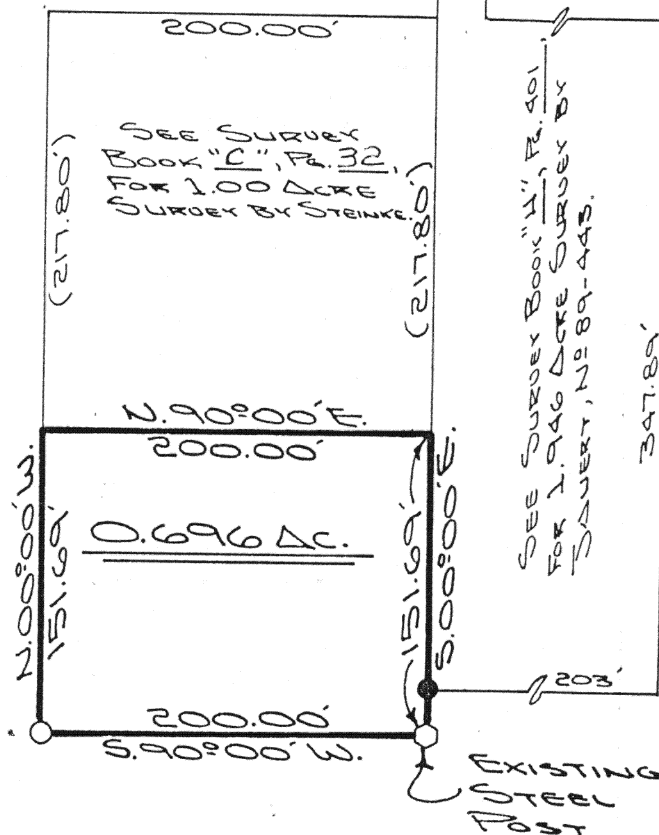 200.00'
SEE SURVEY
BOOK "C", PG. 32,
FOR 1.00 ACRE
SURVEY BY STEINKE.
(217.80')
(217.80')
SEE SURVEY BOOK "H", PG. 401
FOR 1.946 ACRE SURVEY BY
SAUERT, Nº 89-443.
347.89'
N. 90°00' E.
200.00'
N. 00°00' W.
151.69'
0.696 AC.
151.69'
S. 00°00' E.
203'
200.00'
S. 90°00' W.
EXISTING
STEEL
POST